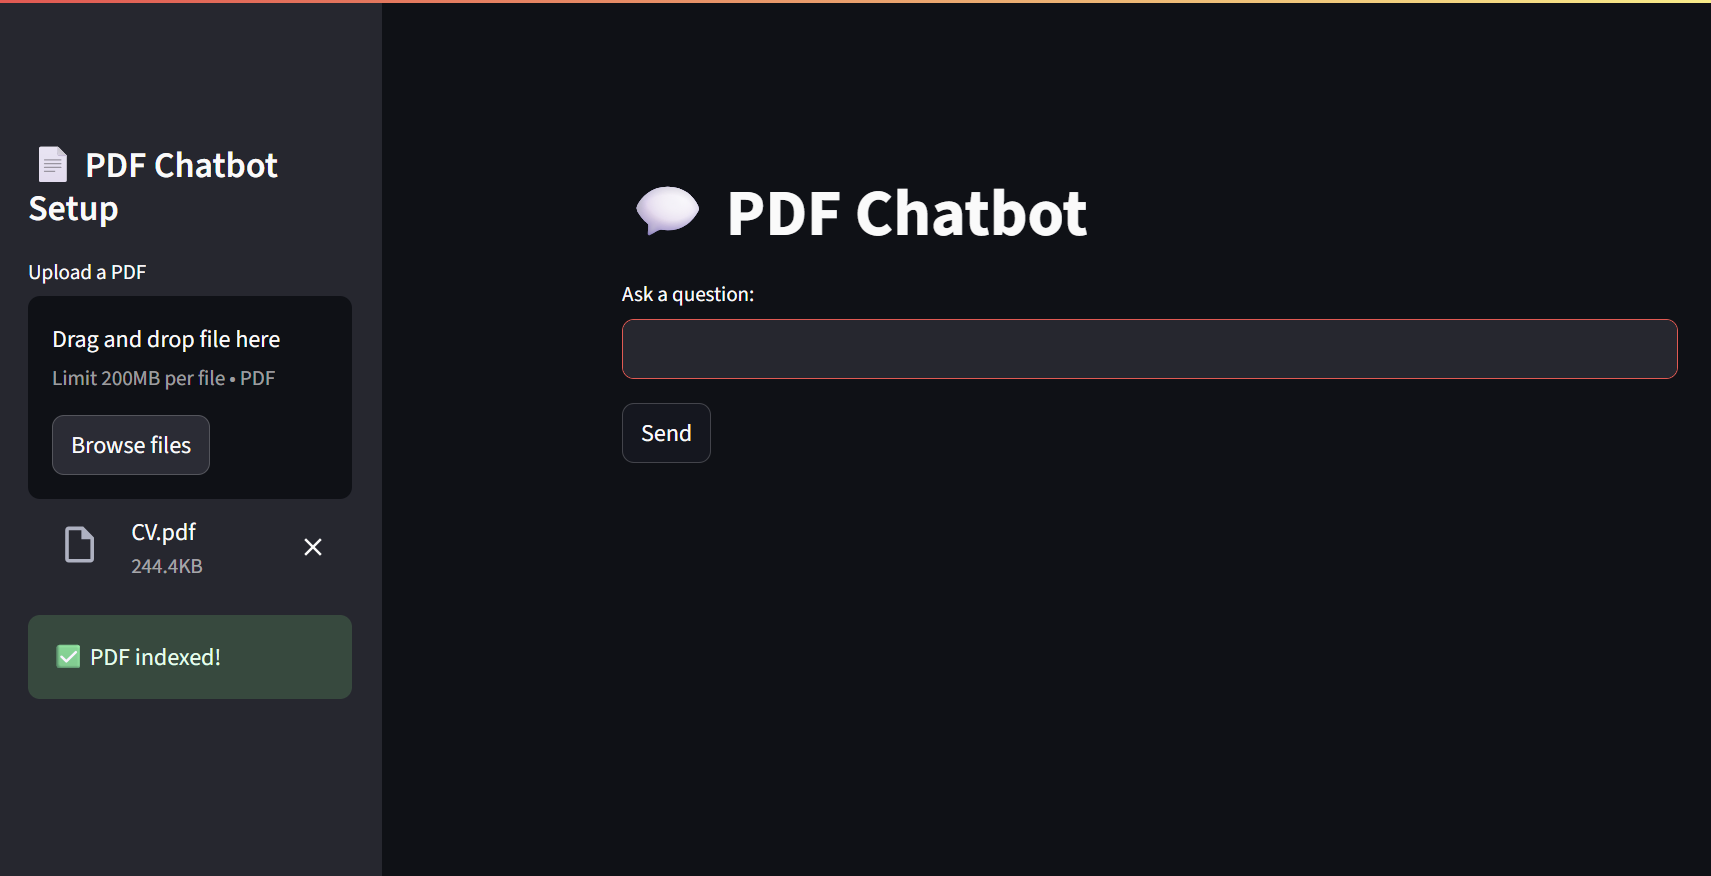 📄 PDF Chatbot
Setup
Upload a PDF
Drag and drop file here
Limit 200MB per file • PDF
Browse files
CV.pdf
244.4KB
✅ PDF indexed!
💬 PDF Chatbot
Ask a question:
Send